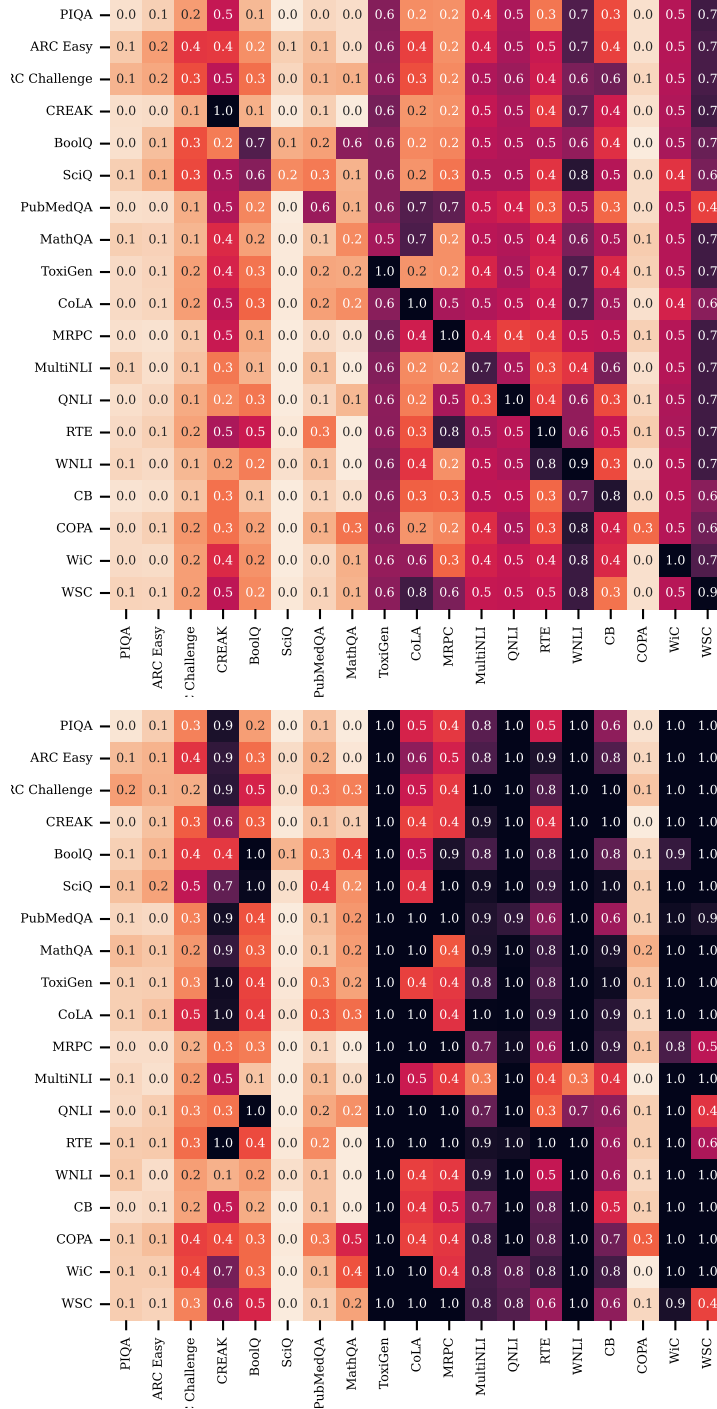 PIQA 0.0 0.1 0.2 0.5 0.1 0.0 0.0 0.0 0.6 0.2 0.2 0.4 0.5 0.3 0.7 0.3 0.0 0.5 0.7
ARC Easy 0.1 0.2 0.4 0.4 0.2 0.1 0.1 0.0 0.6 0.4 0.2 0.4 0.5 0.5 0.7 0.4 0.0 0.5 0.7
RC Challenge 0.1 0.2 0.3 0.5 0.3 0.0 0.1 0.1 0.6 0.3 0.2 0.5 0.6 0.4 0.6 0.6 0.1 0.5 0.7
CREAK 0.0 0.0 0.1 1.0 0.1 0.0 0.1 0.0 0.6 0.2 0.2 0.5 0.5 0.4 0.7 0.4 0.0 0.5 0.7
BoolQ 0.0 0.1 0.3 0.2 0.7 0.1 0.2 0.6 0.6 0.2 0.2 0.5 0.5 0.5 0.6 0.4 0.0 0.5 0.7
SciQ 0.1 0.1 0.3 0.5 0.6 0.2 0.3 0.1 0.6 0.2 0.3 0.5 0.5 0.4 0.8 0.5 0.0 0.4 0.6
PubMedQA 0.0 0.0 0.1 0.5 0.2 0.0 0.6 0.1 0.6 0.7 0.7 0.5 0.4 0.3 0.5 0.3 0.0 0.5 0.4
MathQA 0.1 0.1 0.1 0.4 0.2 0.0 0.1 0.2 0.5 0.7 0.2 0.5 0.5 0.4 0.6 0.5 0.1 0.5 0.7
ToxiGen 0.0 0.1 0.2 0.4 0.3 0.0 0.2 0.2 1.0 0.2 0.2 0.4 0.5 0.4 0.7 0.4 0.1 0.5 0.7
CoLA 0.0 0.1 0.2 0.5 0.3 0.0 0.2 0.2 0.6 1.0 0.5 0.5 0.5 0.4 0.7 0.5 0.0 0.4 0.6
MRPC 0.0 0.0 0.1 0.5 0.1 0.0 0.0 0.0 0.6 0.4 1.0 0.4 0.4 0.4 0.5 0.5 0.1 0.5 0.7
MultiNLI 0.1 0.0 0.1 0.3 0.1 0.0 0.1 0.0 0.6 0.2 0.2 0.7 0.5 0.3 0.4 0.6 0.0 0.5 0.7
QNLI 0.0 0.0 0.1 0.2 0.3 0.0 0.1 0.1 0.6 0.2 0.5 0.3 1.0 0.4 0.6 0.3 0.1 0.5 0.7
RTE 0.0 0.1 0.2 0.5 0.5 0.0 0.3 0.0 0.6 0.3 0.8 0.5 0.5 1.0 0.6 0.5 0.1 0.5 0.7
WNLI 0.1 0.0 0.1 0.2 0.2 0.0 0.1 0.0 0.6 0.4 0.2 0.5 0.5 0.8 0.9 0.3 0.0 0.5 0.7
CB 0.0 0.0 0.1 0.3 0.1 0.0 0.1 0.0 0.6 0.3 0.3 0.5 0.5 0.3 0.7 0.8 0.0 0.5 0.6
COPA 0.0 0.1 0.2 0.3 0.2 0.0 0.1 0.3 0.6 0.2 0.2 0.4 0.5 0.3 0.8 0.4 0.3 0.5 0.6
WiC 0.0 0.0 0.2 0.4 0.2 0.0 0.0 0.1 0.6 0.6 0.3 0.4 0.5 0.4 0.8 0.4 0.0 1.0 0.7
WSC 0.1 0.1 0.2 0.5 0.2 0.0 0.1 0.1 0.6 0.8 0.6 0.5 0.5 0.5 0.8 0.3 0.0 0.5 0.9
PIQA ARC Easy Challenge CREAK BoolQ SciQ PubMedQA MathQA ToxiGen CoLA MRPC MultiNLI QNLI RTE WNLI CB COPA WiC WSC
PIQA 0.0 0.1 0.3 0.9 0.2 0.0 0.1 0.0 1.0 0.5 0.4 0.8 1.0 0.5 1.0 0.6 0.0 1.0 1.0
ARC Easy 0.1 0.1 0.4 0.9 0.3 0.0 0.2 0.0 1.0 0.6 0.5 0.8 1.0 0.9 1.0 0.8 0.1 1.0 1.0
RC Challenge 0.2 0.1 0.2 0.9 0.5 0.0 0.3 0.3 1.0 0.5 0.4 1.0 1.0 0.8 1.0 1.0 0.1 1.0 1.0
CREAK 0.0 0.1 0.3 0.6 0.3 0.0 0.1 0.1 1.0 0.4 0.4 0.9 1.0 0.4 1.0 1.0 0.0 1.0 1.0
BoolQ 0.1 0.1 0.4 0.4 1.0 0.1 0.3 0.4 1.0 0.5 0.9 0.8 1.0 0.8 1.0 0.8 0.1 0.9 1.0
SciQ 0.1 0.2 0.5 0.7 1.0 0.0 0.4 0.2 1.0 0.4 1.0 0.9 1.0 0.9 1.0 1.0 0.1 1.0 1.0
PubMedQA 0.1 0.0 0.3 0.9 0.4 0.0 0.1 0.2 1.0 1.0 1.0 0.9 0.9 0.6 1.0 0.6 0.1 1.0 0.9
MathQA 0.1 0.1 0.2 0.9 0.3 0.0 0.1 0.2 1.0 1.0 0.4 0.9 1.0 0.8 1.0 0.9 0.2 1.0 1.0
ToxiGen 0.1 0.1 0.3 1.0 0.4 0.0 0.3 0.2 1.0 0.4 0.4 0.8 1.0 0.8 1.0 1.0 0.1 1.0 1.0
CoLA 0.1 0.1 0.5 1.0 0.4 0.0 0.3 0.3 1.0 1.0 0.4 1.0 1.0 0.9 1.0 0.9 0.1 1.0 1.0
MRPC 0.0 0.0 0.2 0.3 0.3 0.0 0.1 0.0 1.0 1.0 1.0 0.7 1.0 0.6 1.0 0.9 0.1 0.8 0.5
MultiNLI 0.1 0.0 0.2 0.5 0.1 0.0 0.1 0.0 1.0 0.5 0.4 0.3 1.0 0.4 0.3 0.4 0.0 1.0 1.0
QNLI 0.1 0.1 0.3 0.3 1.0 0.0 0.2 0.2 1.0 1.0 1.0 0.7 1.0 0.3 0.7 0.6 0.1 1.0 0.4
RTE 0.1 0.1 0.3 1.0 0.4 0.0 0.2 0.0 1.0 1.0 1.0 0.9 1.0 1.0 1.0 0.6 0.1 1.0 0.6
WNLI 0.1 0.0 0.2 0.1 0.2 0.0 0.1 0.0 1.0 0.4 0.4 0.9 1.0 0.5 1.0 0.6 0.1 1.0 1.0
CB 0.0 0.1 0.2 0.5 0.2 0.0 0.1 0.0 1.0 0.4 0.5 0.7 1.0 0.8 1.0 0.5 0.1 1.0 1.0
COPA 0.1 0.1 0.4 0.4 0.3 0.0 0.3 0.5 1.0 0.4 0.4 0.8 1.0 0.8 1.0 0.7 0.3 1.0 1.0
WiC 0.1 0.1 0.4 0.7 0.3 0.0 0.1 0.4 1.0 1.0 0.4 0.8 0.8 0.8 1.0 0.8 0.0 1.0 1.0
WSC 0.1 0.1 0.3 0.6 0.5 0.0 0.1 0.2 1.0 1.0 1.0 0.8 0.8 0.6 1.0 0.6 0.1 0.9 0.4
PIQA ARC Easy Challenge CREAK BoolQ SciQ PubMedQA MathQA ToxiGen CoLA MRPC MultiNLI QNLI RTE WNLI CB COPA WiC WSC